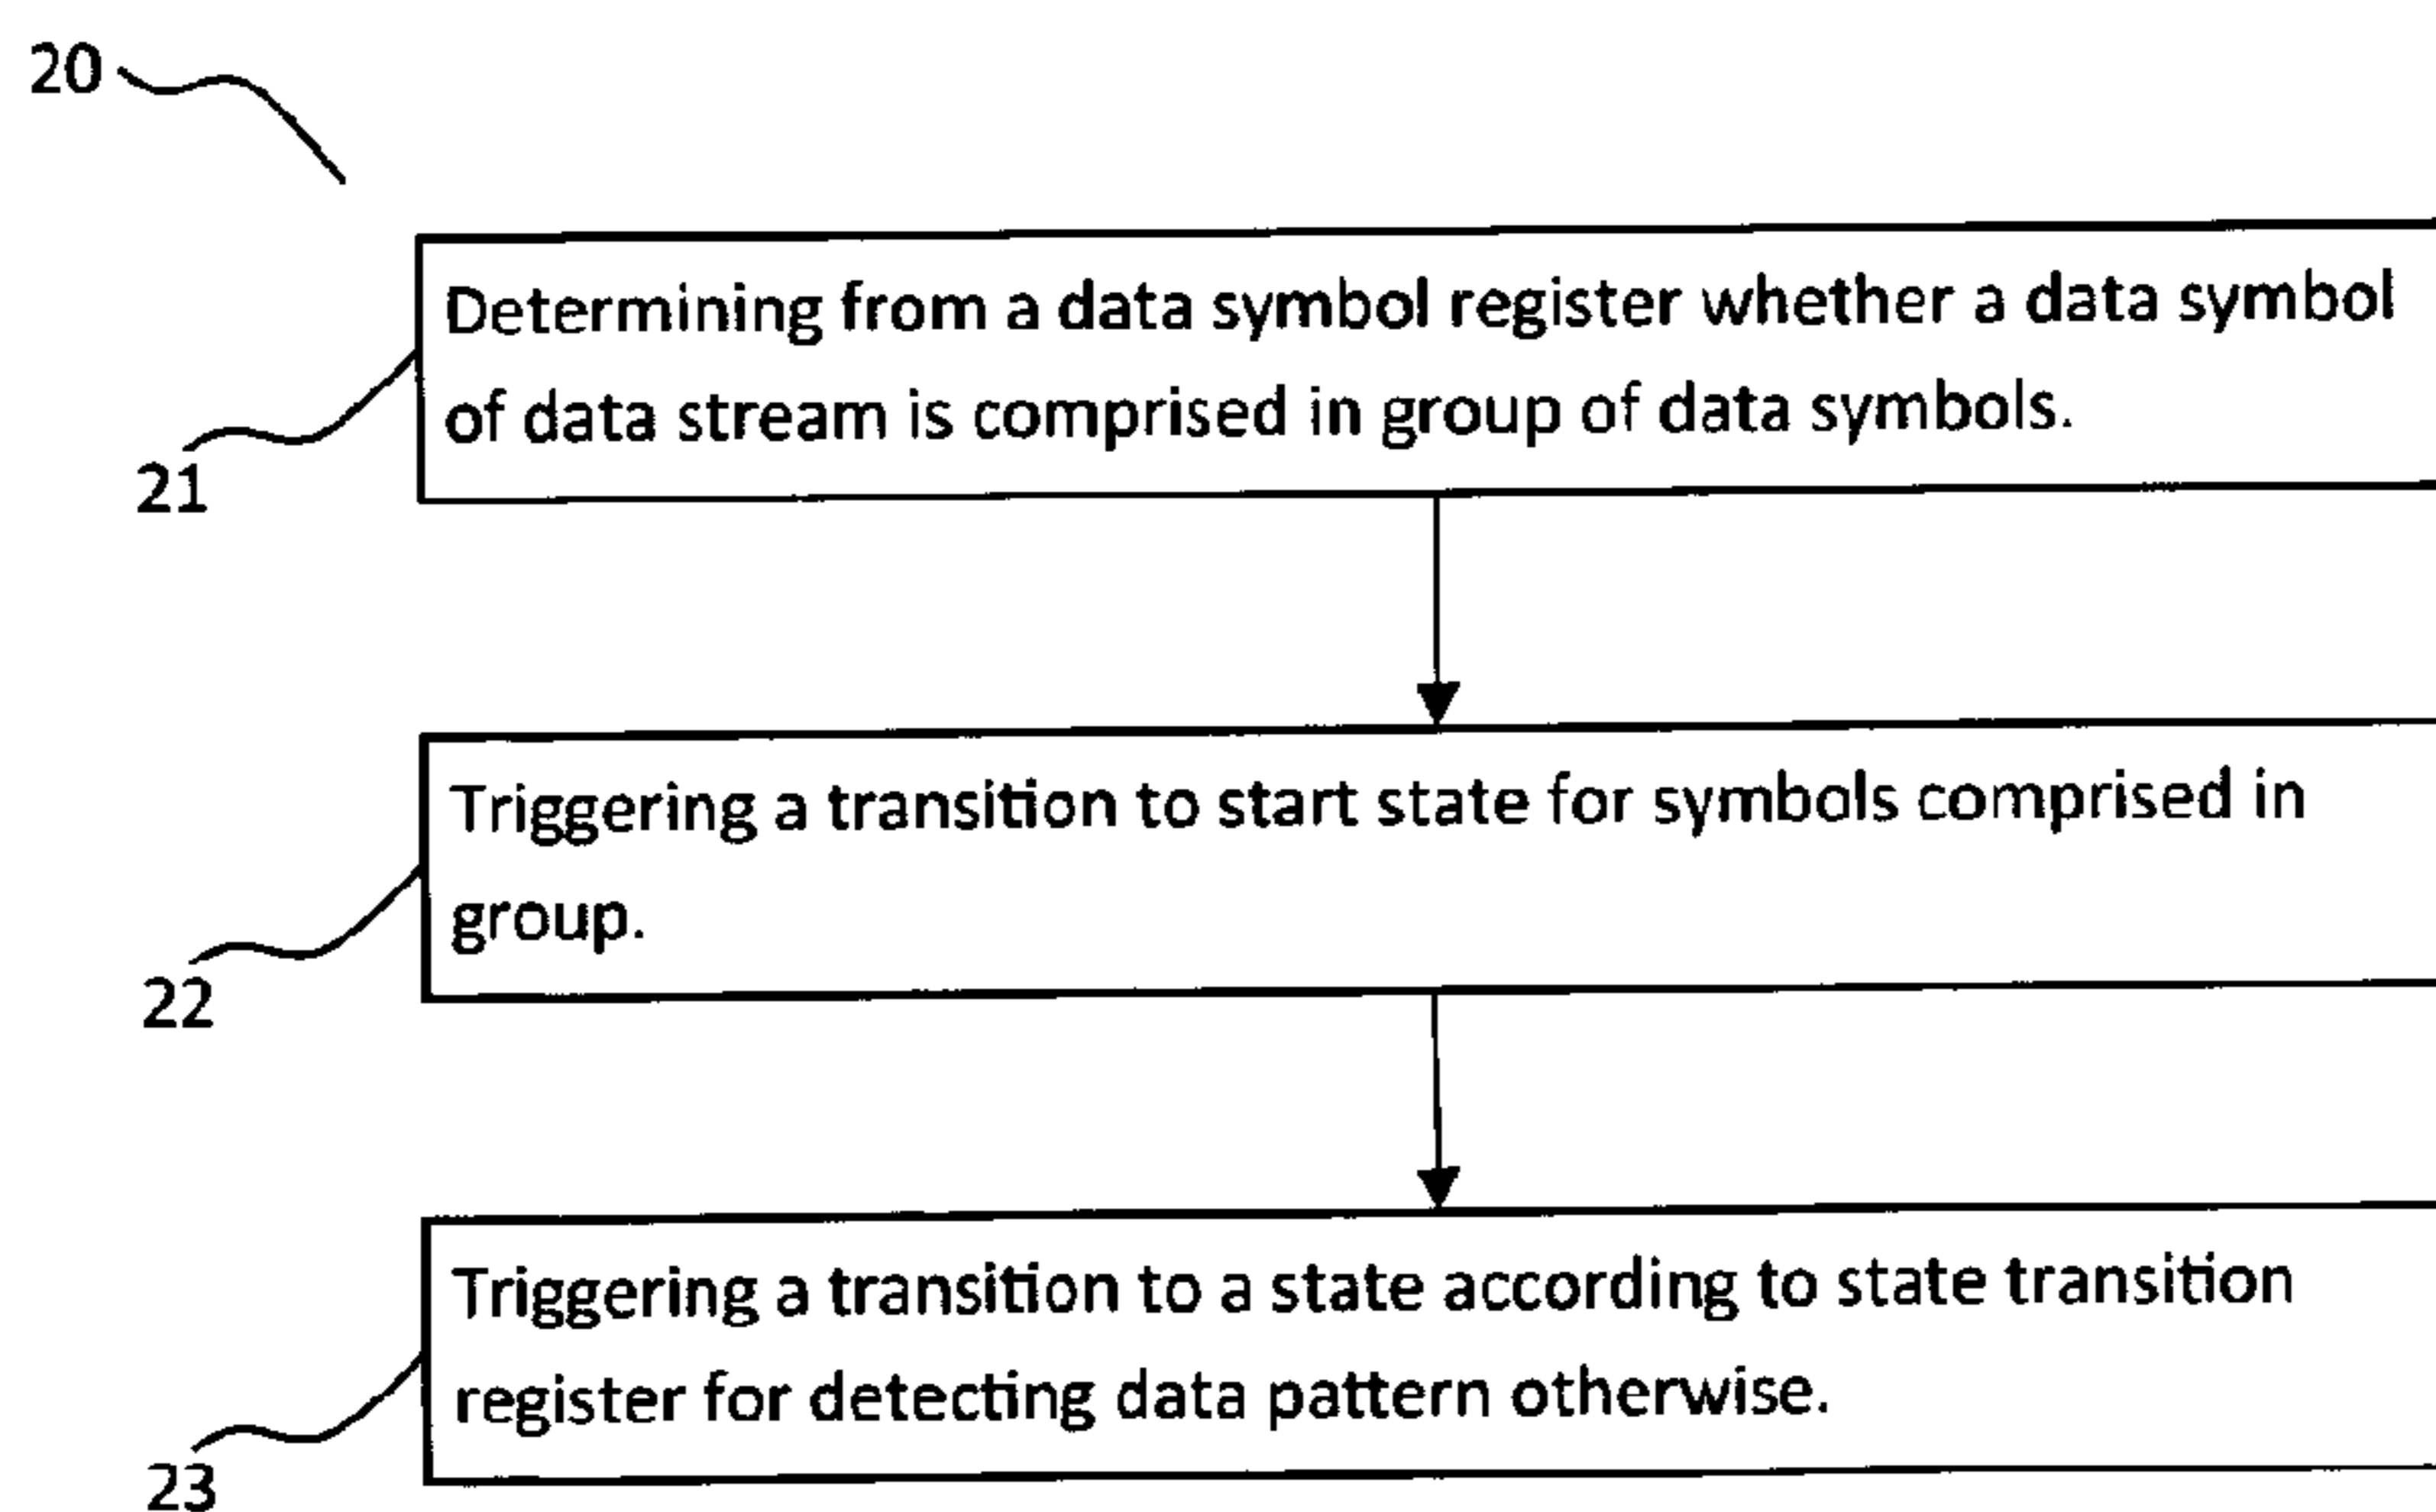 20
Determining from a data symbol register whether a data symbol
of data stream is comprised in group of data symbols.
21
Triggering a transition to start state for symbols comprised in
group.
22
Triggering a transition to a state according to state transition
register for detecting data pattern otherwise.
23